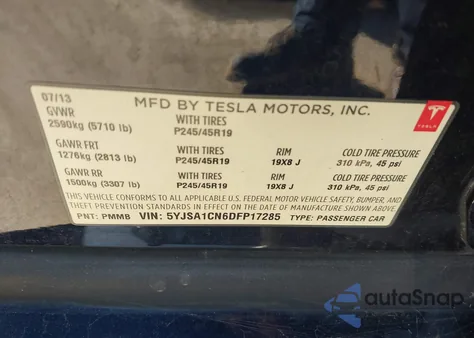 07/13 MFD BY TESLA MOTORS, INC.
TESLA
GVWR WITH TIRES
2590kg (5710 lb) P245/45R19
GAWR FRT WITH TIRES RIM COLD TIRE PRESSURE
1276kg (2813 lb) P245/45R19 19X8 J 310 kPa, 45 psi
GAWR RR WITH TIRES RIM COLD TIRE PRESSURE
1500kg (3307 lb) P245/45R19 19X8 J 310 kPa, 45 psi
THIS VEHICLE CONFORMS TO ALL APPLICABLE U.S. FEDERAL MOTOR VEHICLE SAFETY, BUMPER, AND
THEFT PREVENTION STANDARDS IN EFFECT ON THE DATE OF MANUFACTURE SHOWN ABOVE.
PNT: PMMB VIN: 5YJSA1CN6DFP17285 TYPE: PASSENGER CAR
autoSnap